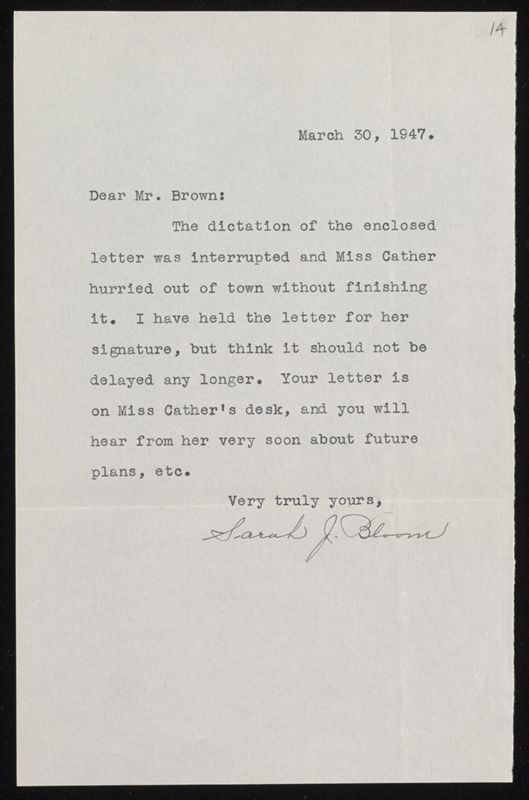 14
March 30, 1947.
Dear Mr. Brown:
The dictation of the enclosed
letter was interrupted and Miss Cather
hurried out of town without finishing
it. I have held the letter for her
signature, but think it should not be
delayed any longer. Your letter is
on Miss Cather's desk, and you will
hear from her very soon about future
plans, etc.
Very truly yours,
Sarah J. Bloom